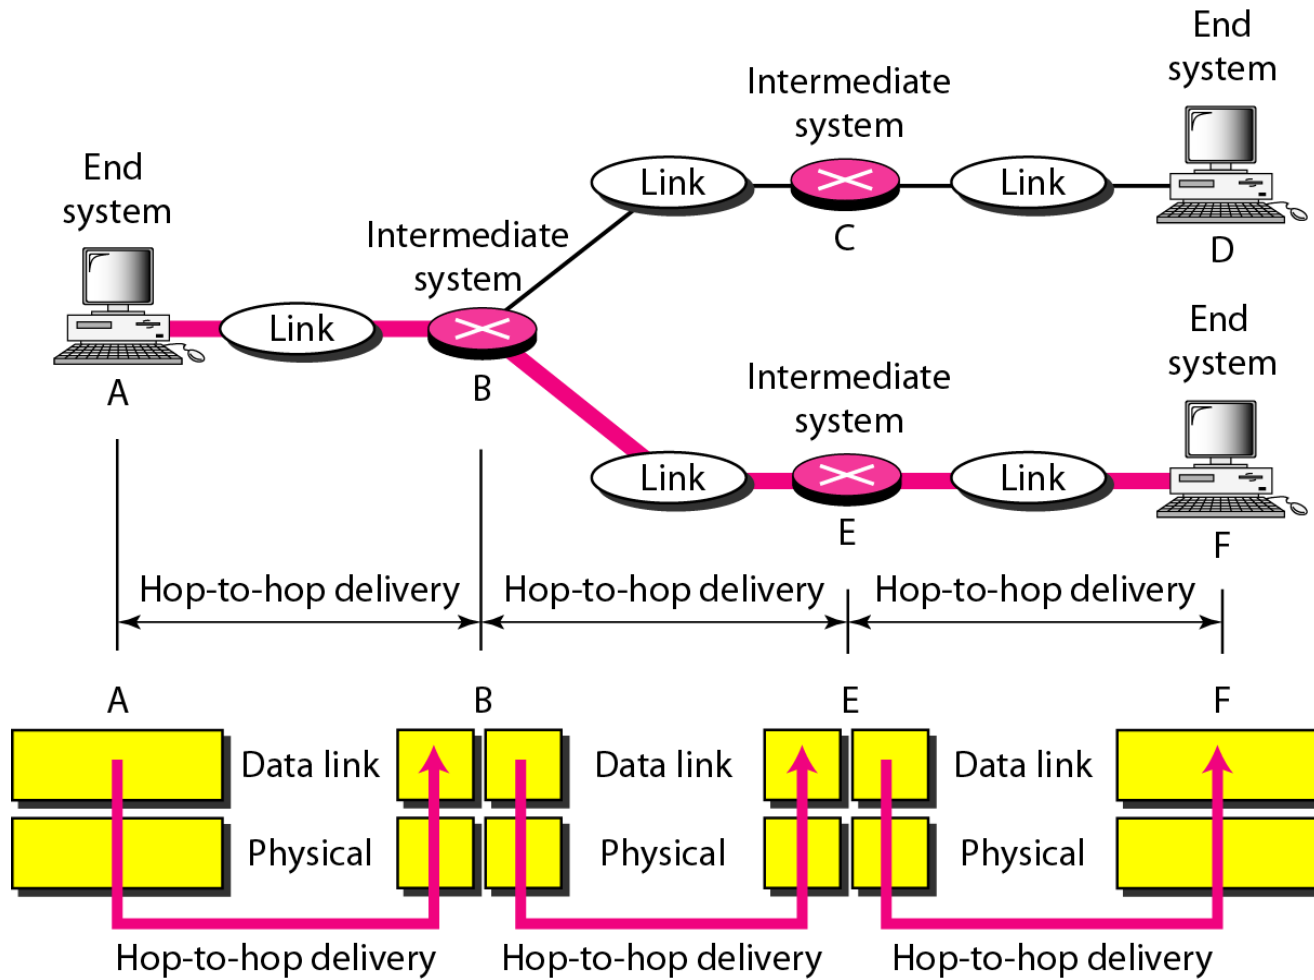 End
system
Intermediate
system
Link
Link
C
D
End
system
Intermediate
system
Link
A
B
End
system
Intermediate
system
Link
Link
E
F
Hop-to-hop delivery
Hop-to-hop delivery
Hop-to-hop delivery
A
B
E
F
Data link
Data link
Data link
Physical
Physical
Physical
Hop-to-hop delivery
Hop-to-hop delivery
Hop-to-hop delivery